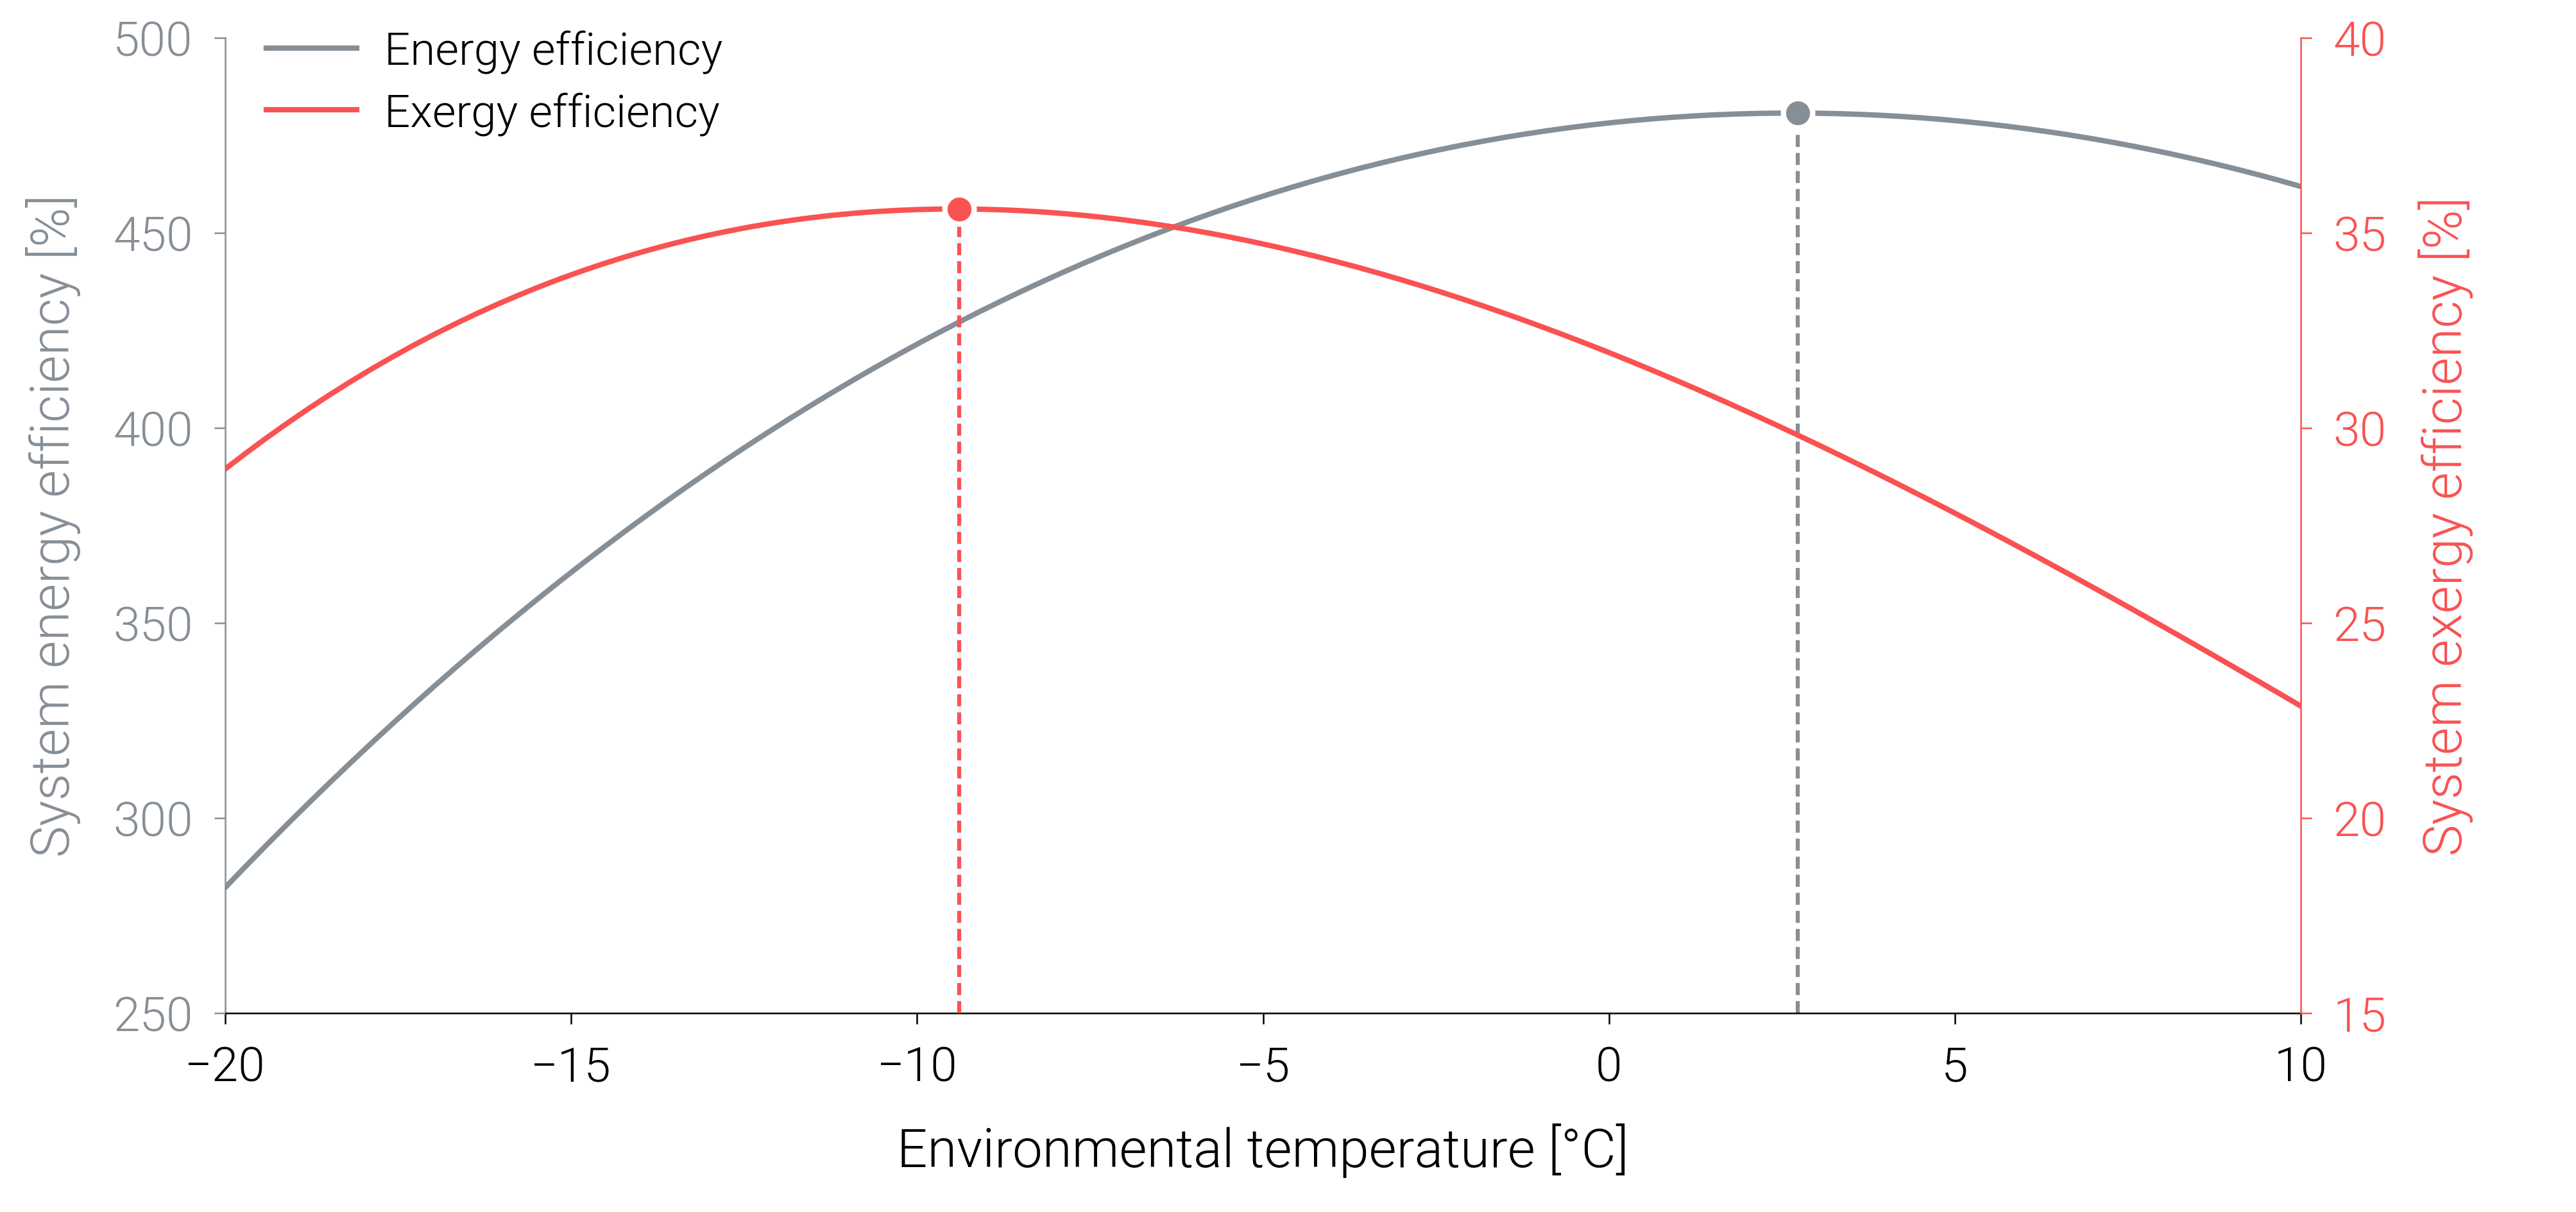 Energy efficiency
Exergy efficiency
System energy efficiency [%]
500
450
400
350
300
250
System exergy efficiency [%]
40
35
30
25
20
15
−20 −15 −10 −5 0 5 10
Environmental temperature [°C]